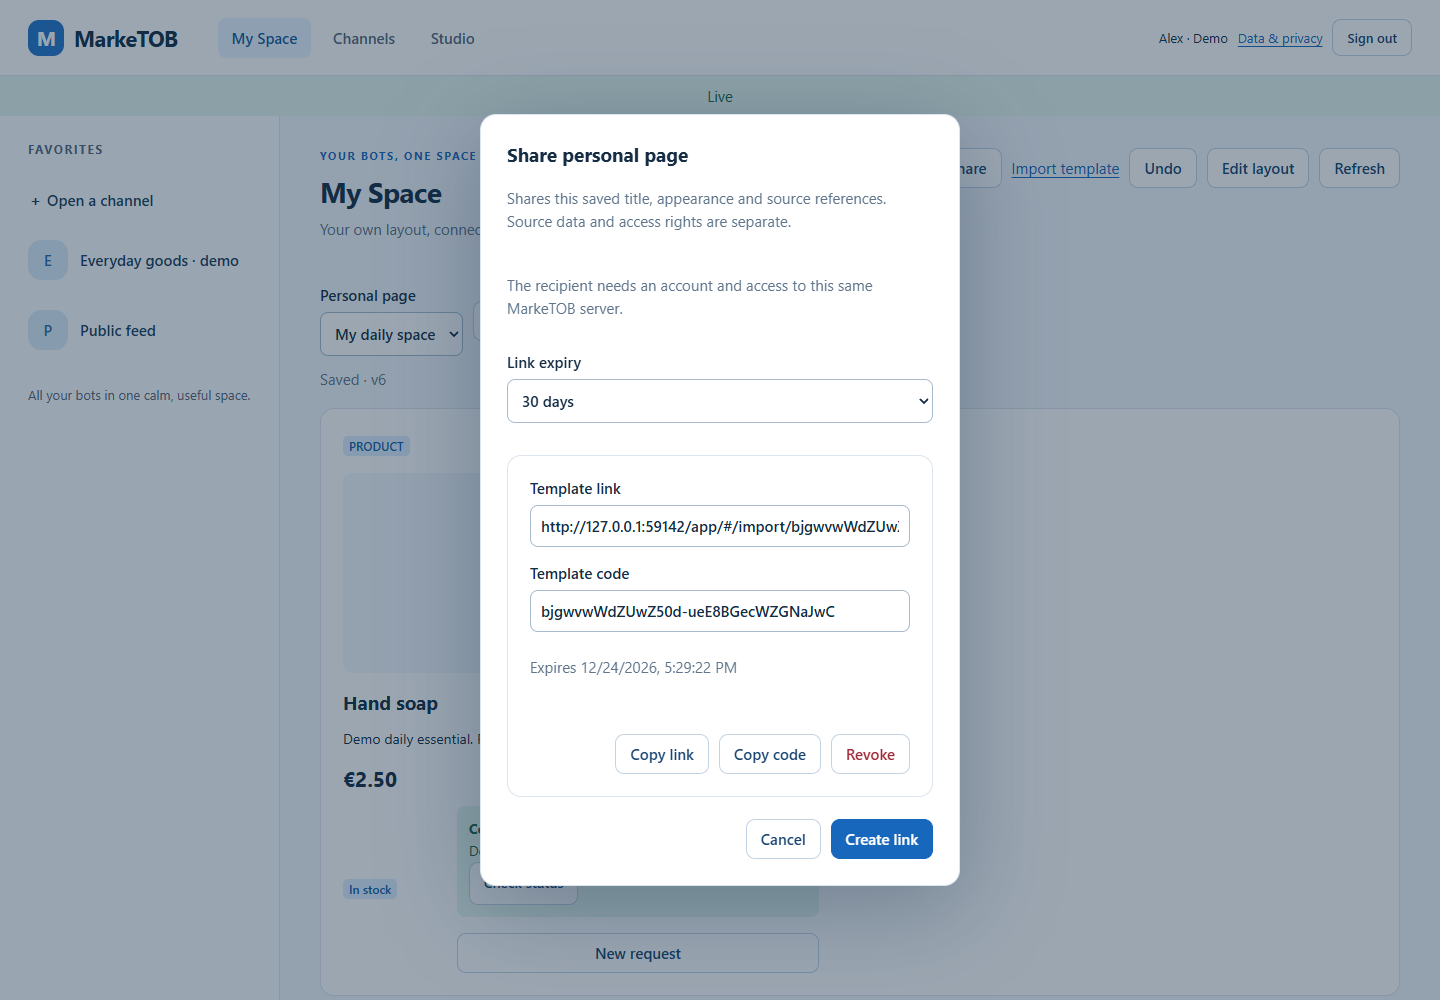 M MarkeTOB
My Space
Channels
Studio
Alex · Demo
Data & privacy
Sign out
Live
FAVORITES
+ Open a channel
E
Everyday goods · demo
P
Public feed
All your bots in one calm, useful space.
YOUR BOTS, ONE SPACE
My Space
Your own layout,
Import template
Undo
Edit layout
Refresh
Personal page
My daily space
Saved · v6
PRODUCT
Hand soap
Demo daily essential.
€2.50
In stock
Check status
New request
Share personal page
Shares this saved title, appearance and source references.
Source data and access rights are separate.
The recipient needs an account and access to this same
MarkeTOB server.
Link expiry
30 days
Template link
http://127.0.0.1:59142/app/#/import/bjgwvwWdZUw
Template code
bjgwvwWdZUwZ50d-ueE8BGecWZGNaJwC
Expires 12/24/2026, 5:29:22 PM
Copy link
Copy code
Revoke
Cancel
Create link